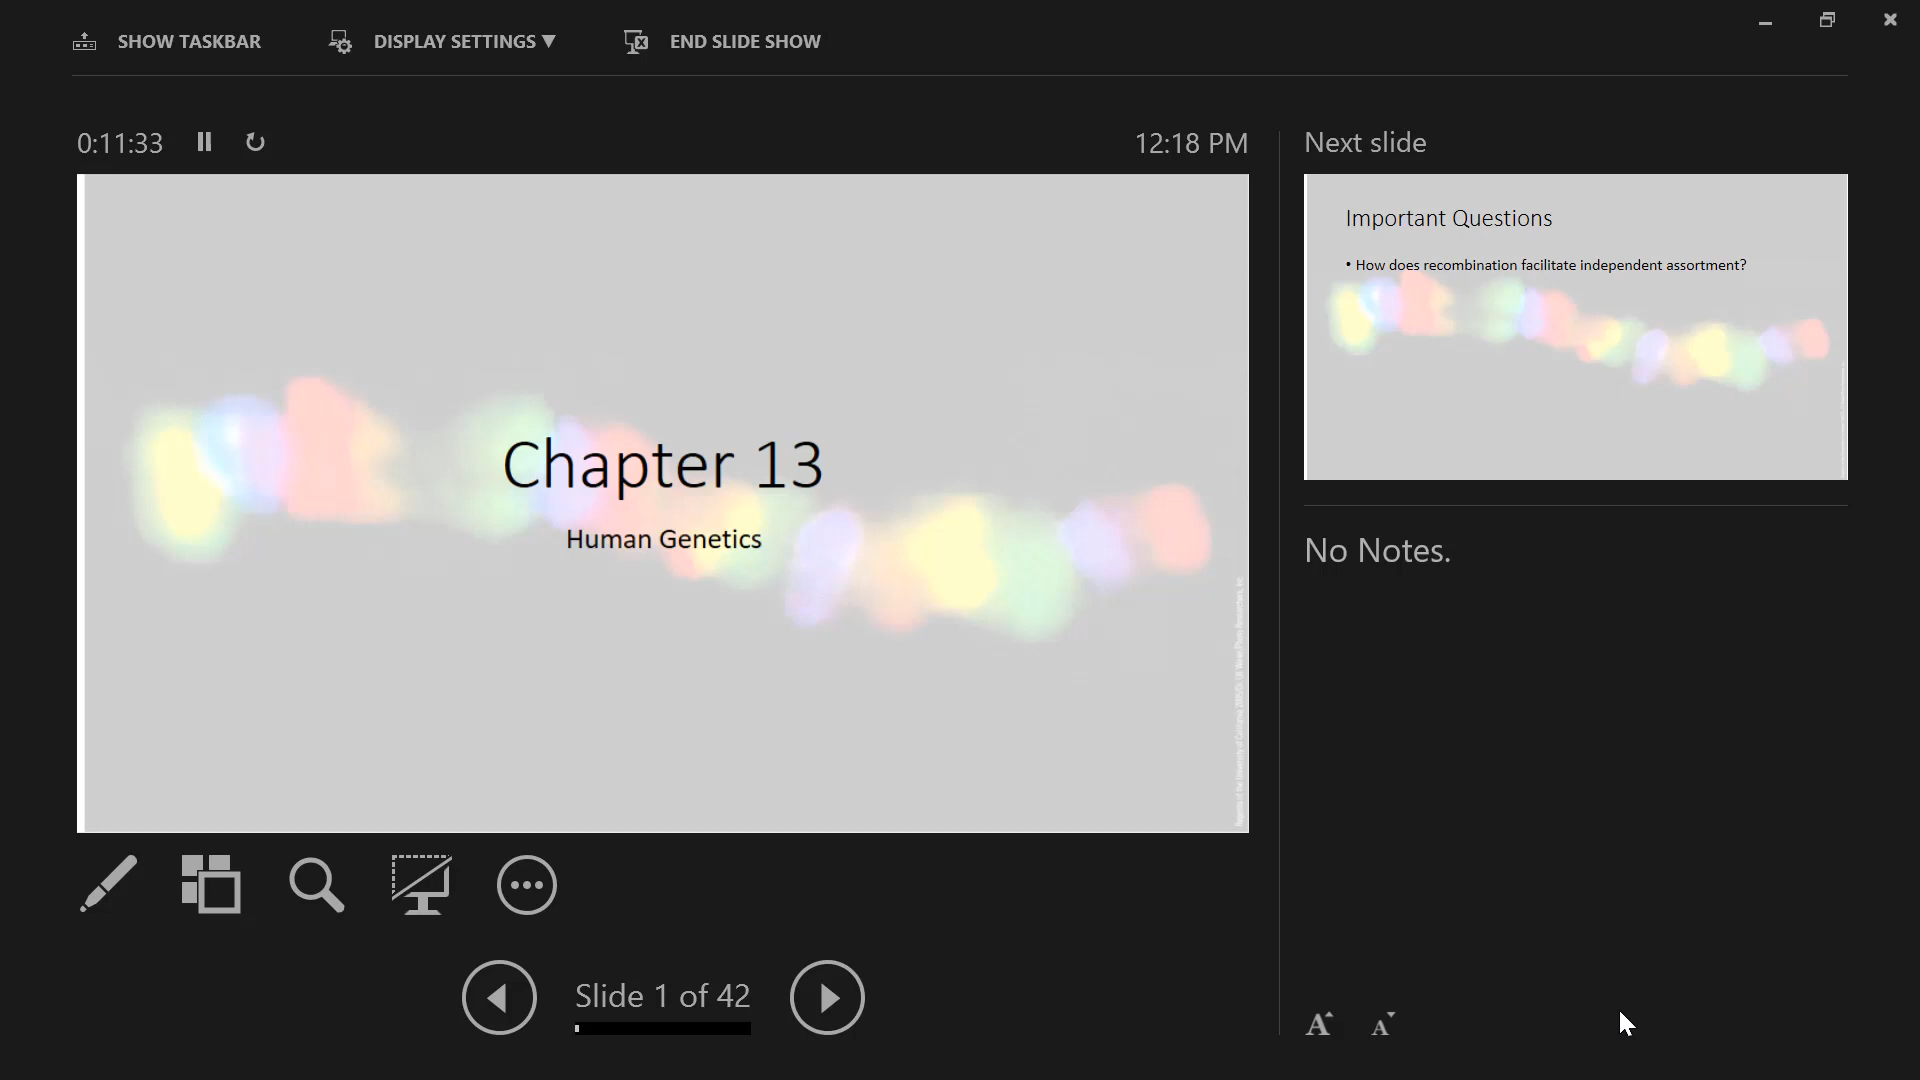 SHOW TASKBAR
DISPLAY SETTINGS ▼
END SLIDE SHOW
0:11:33
12:18 PM
Next slide
Chapter 13
Human Genetics
Important Questions
• How does recombination facilitate independent assortment?
No Notes.
Slide 1 of 42
A
A